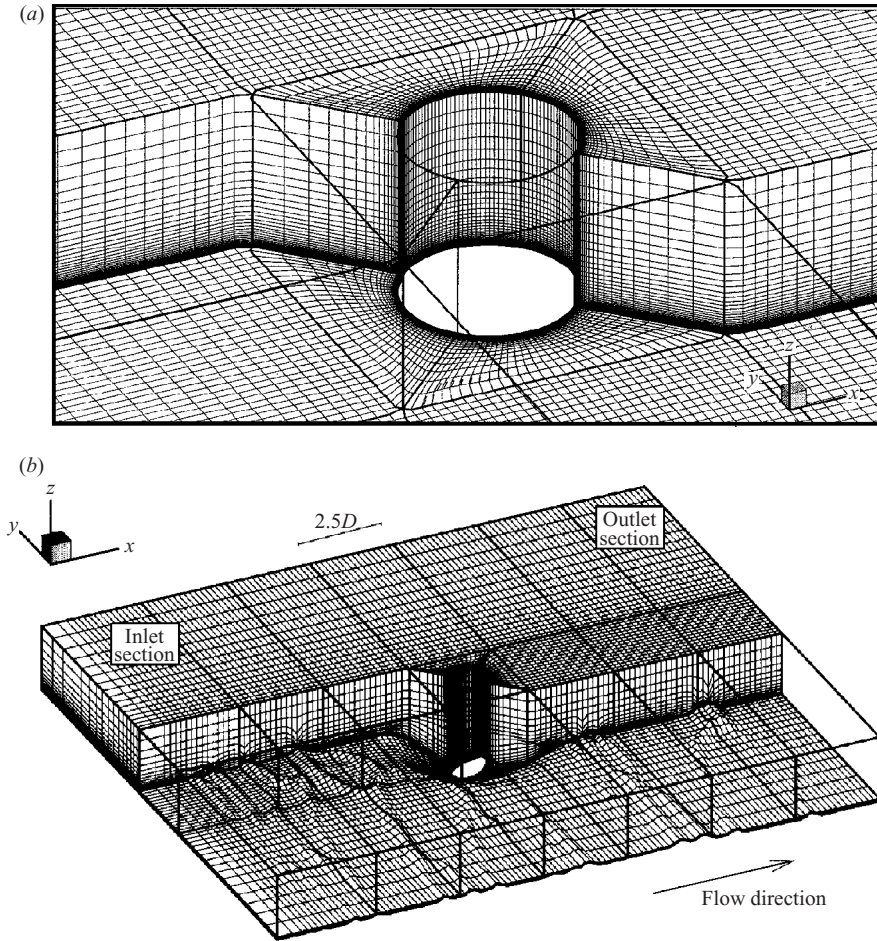 (a)
z
y
x
(b)
z
y
x
2.5D
Outlet
section
Inlet
section
Flow direction